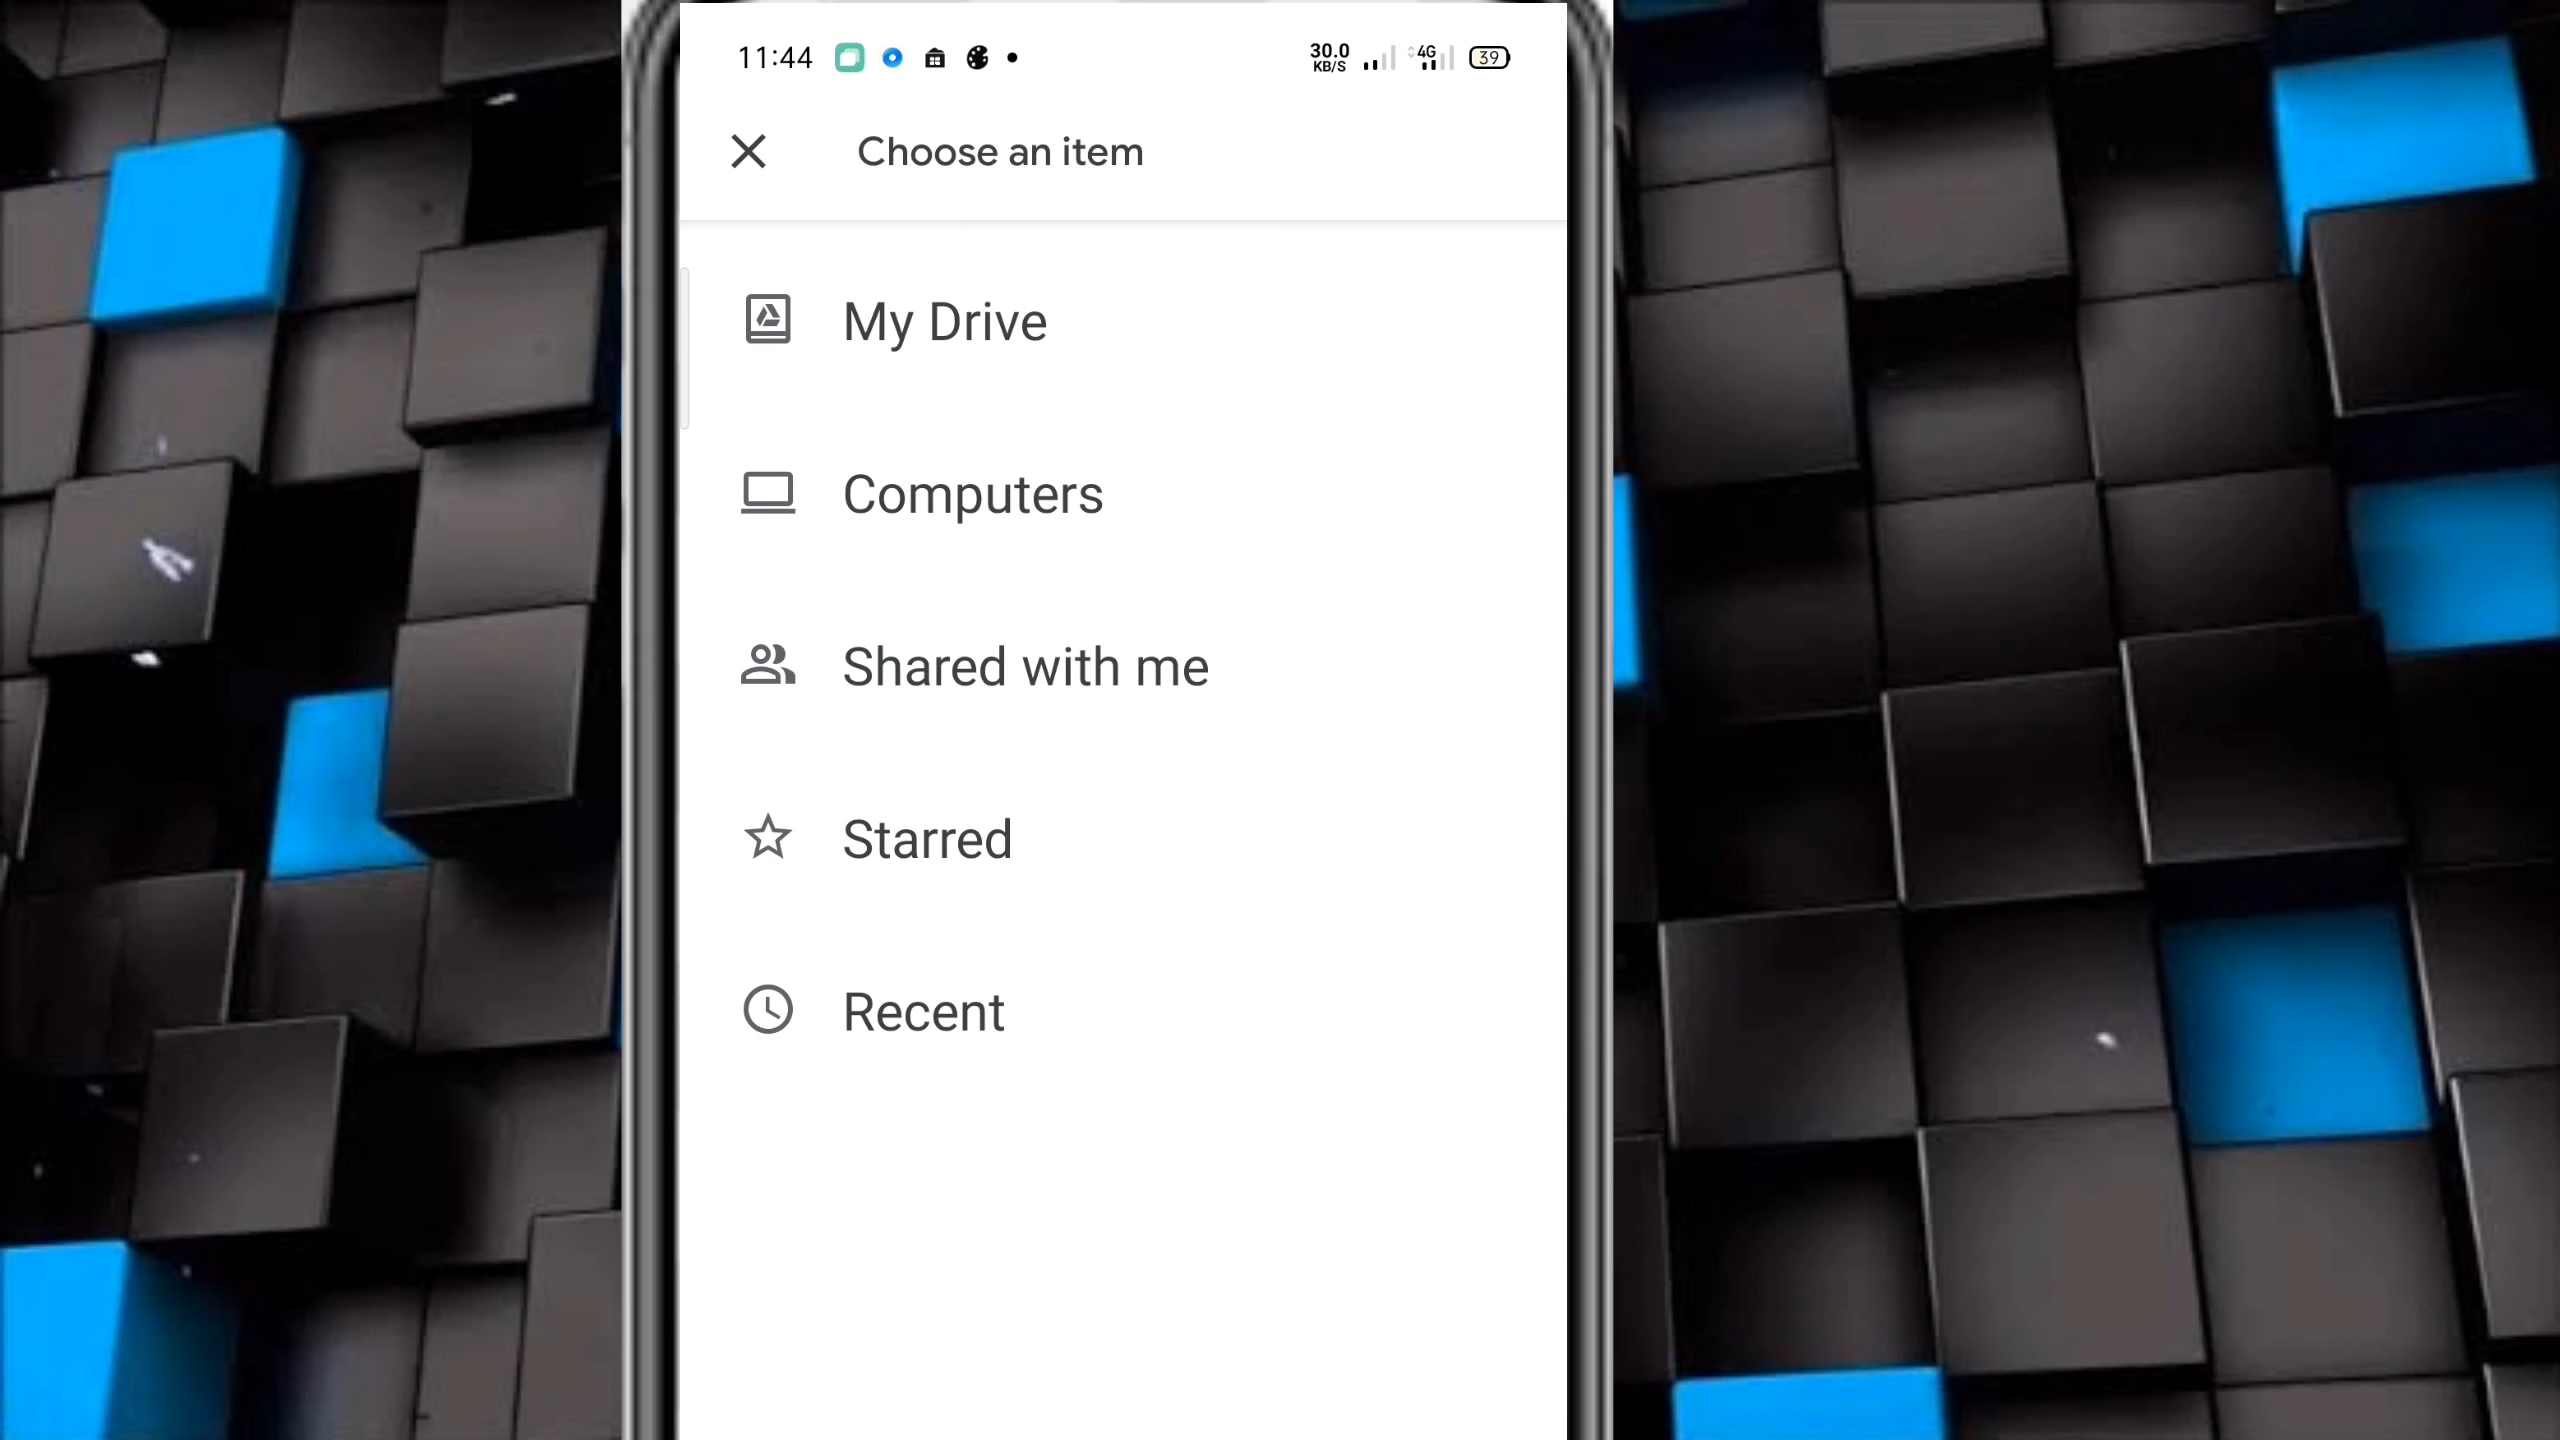 11:44
30.0 KB/S 4G 39
Choose an item
My Drive
Computers
Shared with me
Starred
Recent